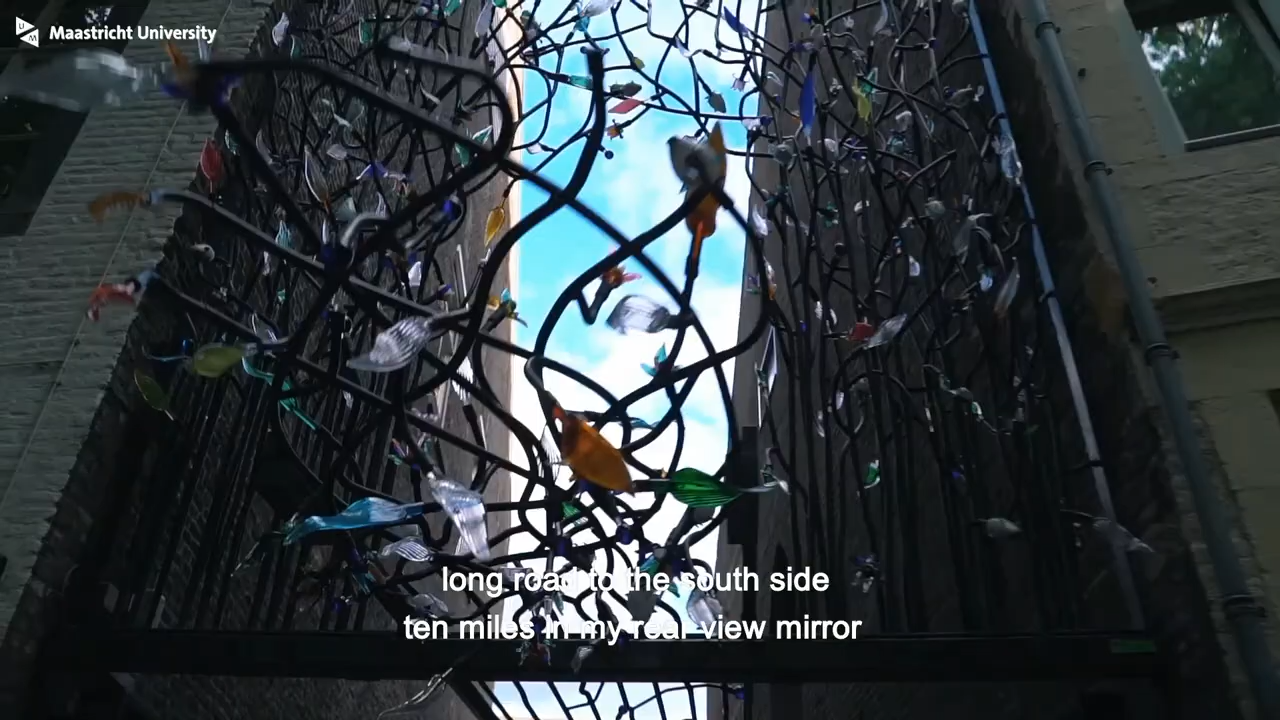 Maastricht University
long road to the south side
ten miles in my rear view mirror